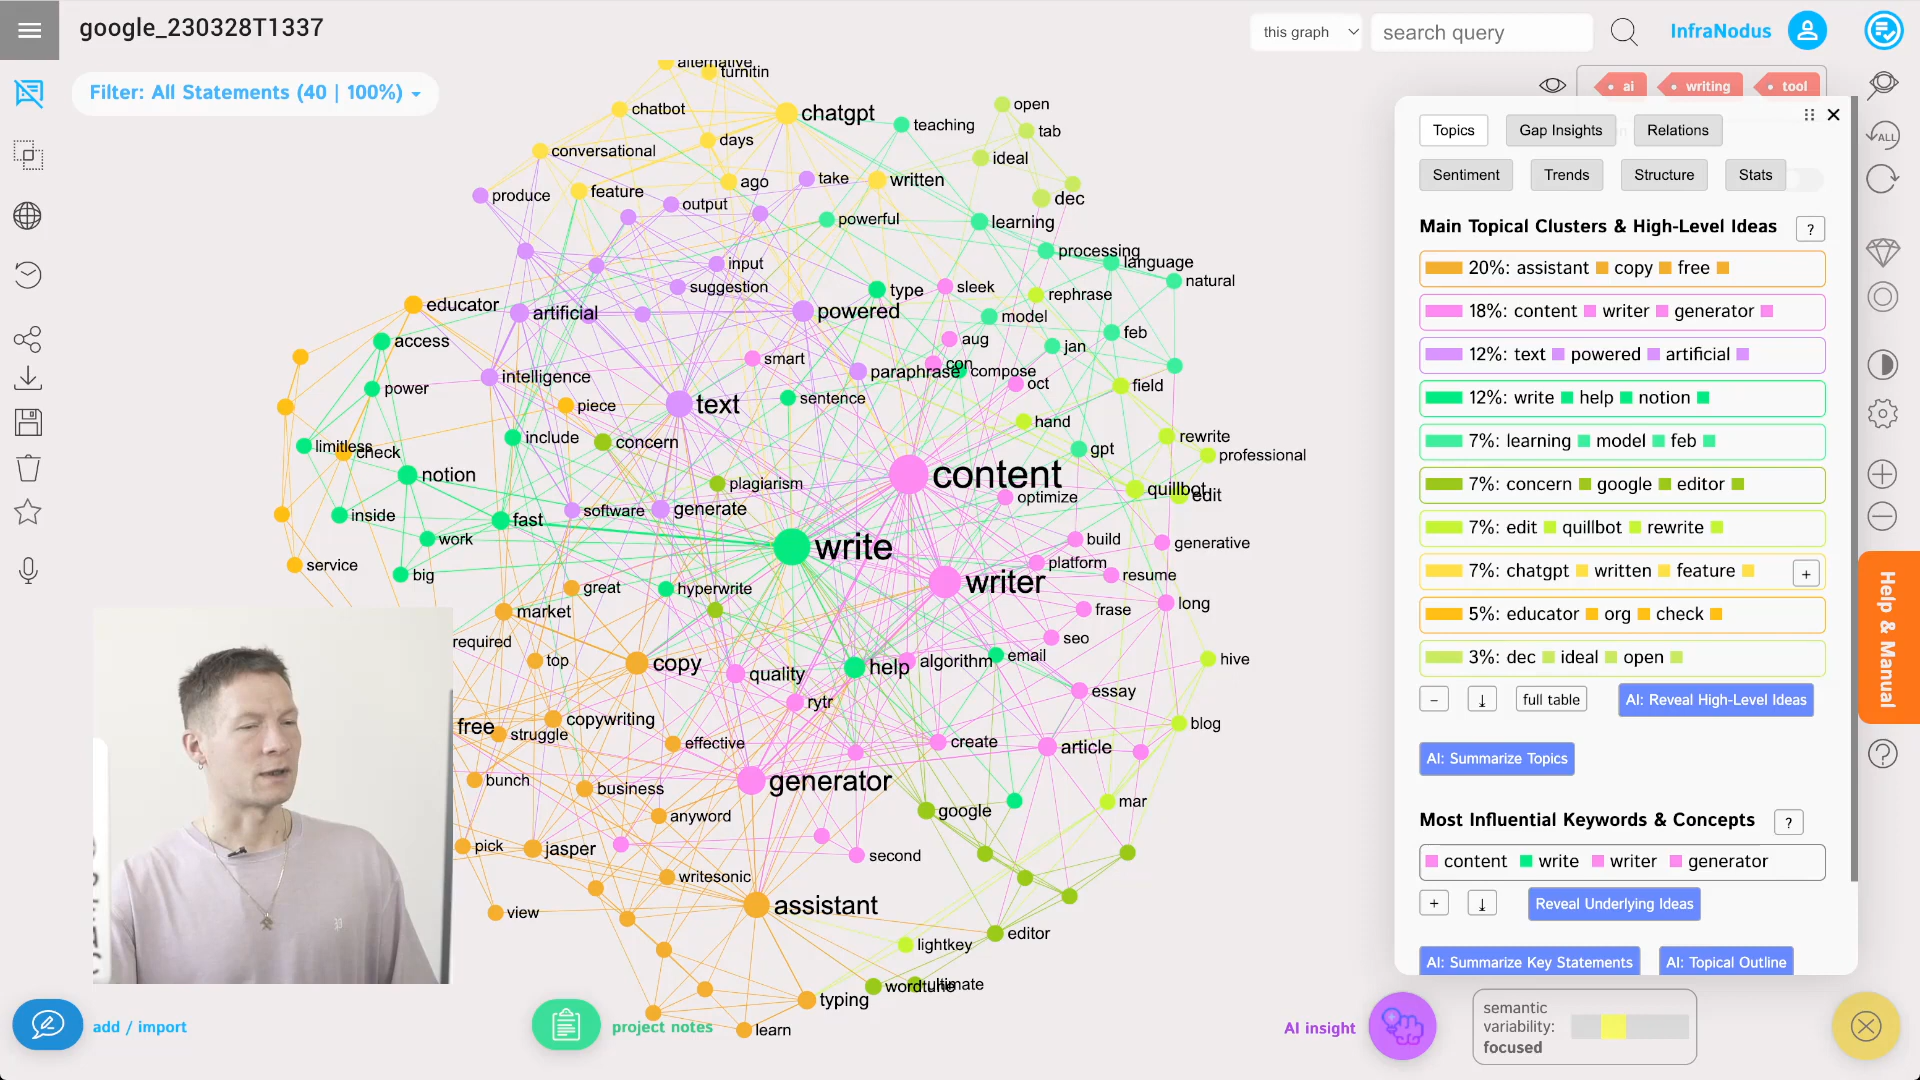 google_230328T1337
this graph
search query
InfraNodus
Filter: All Statements (40 | 100%)
ai
writing
tool
alternative
turnitin
chatbot
chatgpt
open
teaching
tab
days
conversational
ideal
feature
ago
take
written
produce
output
dec
powerful
learning
processing
language
input
natural
suggestion
type
sleek
rephrase
educator
artificial
powered
model
access
aug
feb
jan
smart
con
compose
paraphrase
intelligence
oct
power
field
sentence
text
piece
hand
include
concern
rewrite
limitless
check
gpt
professional
notion
content
plagiarism
quillbot
edit
optimize
software
generate
inside
fast
work
write
build
generative
service
big
platform
writer
resume
great
hyperwrite
long
market
frase
required
seo
top
copy
help
algorithm
email
hive
quality
essay
rytr
free
copywriting
struggle
blog
effective
create
article
bunch
generator
business
mar
anyword
google
pick
jasper
second
writesonic
view
assistant
editor
lightkey
wordtune
ultimate
typing
learn
Topics
Gap Insights
Relations
Sentiment
Trends
Structure
Stats
Main Topical Clusters & High-Level Ideas
?
20%: assistant copy free
18%: content writer generator
12%: text powered artificial
12%: write help notion
7%: learning model feb
7%: concern google editor
7%: edit quillbot rewrite
7%: chatgpt written feature
+
5%: educator org check
3%: dec ideal open
−
↓
full table
AI: Reveal High-Level Ideas
AI: Summarize Topics
Most Influential Keywords & Concepts
?
content write writer generator
+
↓
Reveal Underlying Ideas
AI: Summarize Key Statements
AI: Topical Outline
ALL
Help & Manual
add / import
project notes
AI insight
semantic
variability:
focused